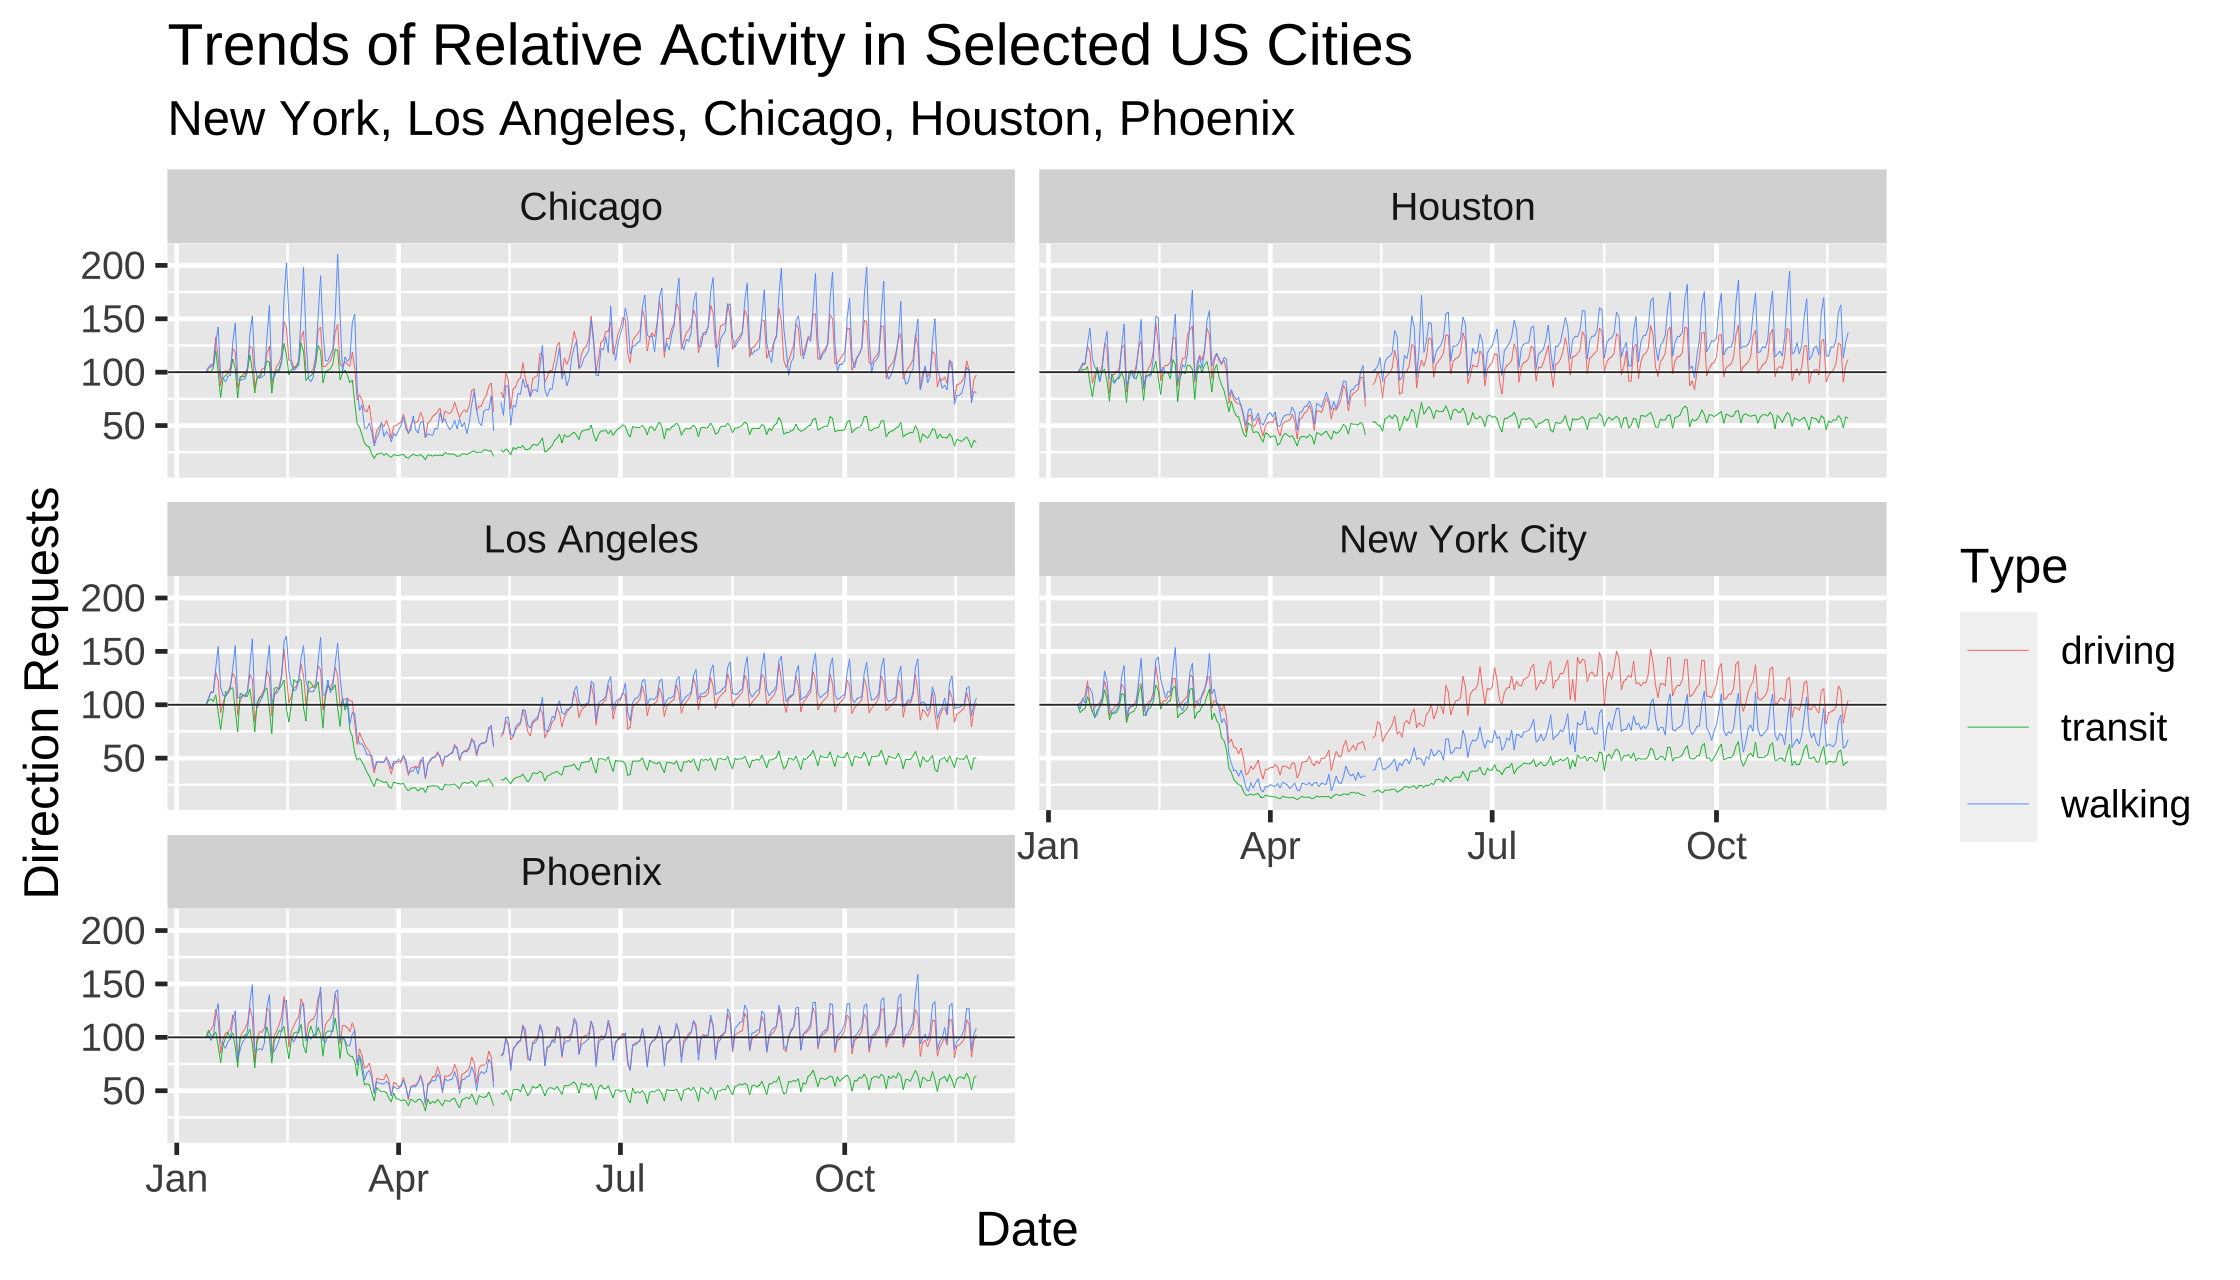 Trends of Relative Activity in Selected US Cities
New York, Los Angeles, Chicago, Houston, Phoenix
Chicago
Houston
200
150
100
50
Los Angeles
New York City
200
150
100
50
Jan Apr Jul Oct
Phoenix
200
150
100
50
Jan Apr Jul Oct
Date
Direction Requests
Type
driving
transit
walking